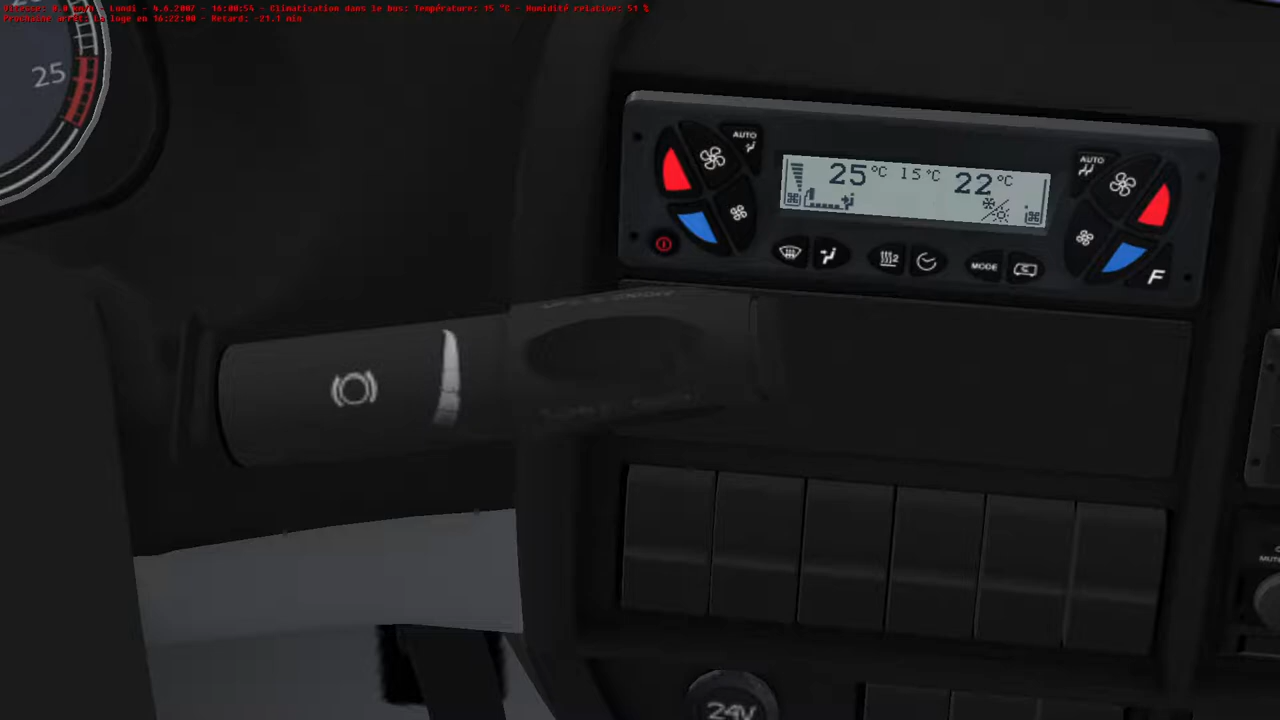 Vitesse: 0.0 km/h - Lundi - 4.6.2007 - 16:00:54 - Climatisation dans le bus: Température: 15 °C - Humidité relative: 51 %
Prochaine arrêt: La loge en 16:22:00 - Retard: -21.1 min
25
AUTO
25 °C 15 °C 22 °C
AUTO
2
MODE
F
24V